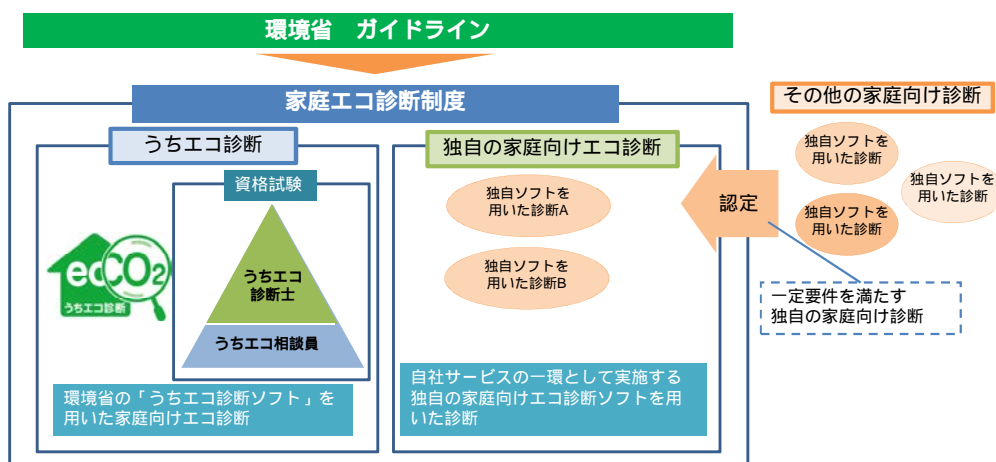 環境省　ガイドライン
家庭エコ診断制度
うちエコ診断
資格試験
うちエコ
診断士
うちエコ相談員
ecCO2
うちエコ診断
環境省の「うちエコ診断ソフト」を
用いた家庭向けエコ診断
独自の家庭向けエコ診断
独自ソフトを
用いた診断A
独自ソフトを
用いた診断B
自社サービスの一環として実施する
独自の家庭向けエコ診断ソフトを用
いた診断
認定
その他の家庭向け診断
独自ソフトを
用いた診断
独自ソフトを
用いた診断
独自ソフトを
用いた診断
一定要件を満たす
独自の家庭向け診断